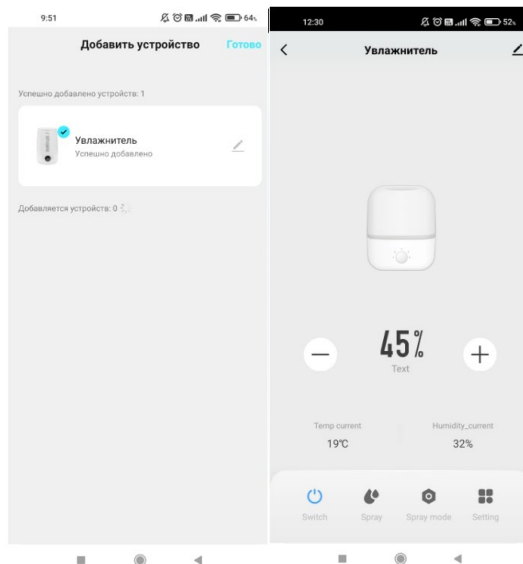 9:51
64%
Добавить устройство
Готово
Успешно добавлено устройств: 1
Увлажнитель
Успешно добавлено
Добавляется устройств: 0
12:30
52%
Увлажнитель
45%
Text
Temp current
Humidity_current
19℃
32%
Switch
Spray
Spray mode
Setting